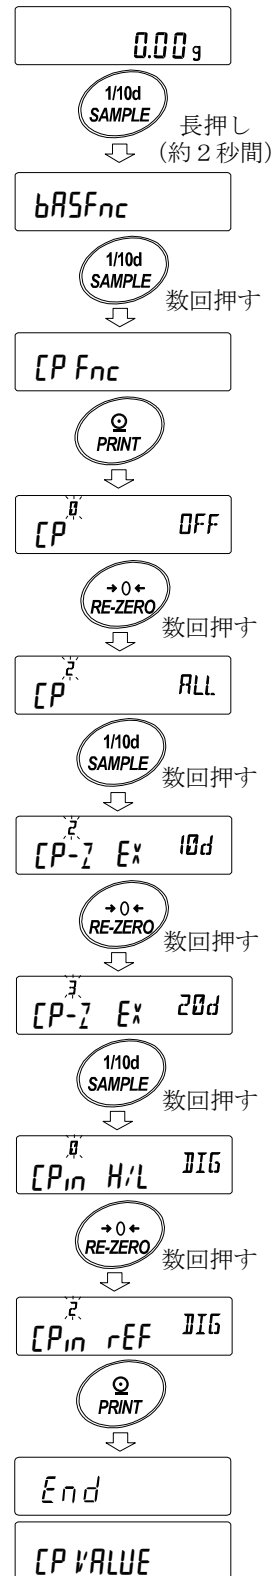 0.00 g
1/10d
SAMPLE
長押し
(約２秒間)
bASFnc
1/10d
SAMPLE
数回押す
CP Fnc
PRINT
0
CP OFF
→0←
RE-ZERO
数回押す
2
CP ALL
1/10d
SAMPLE
数回押す
2
CP-Z Ex 10d
→0←
RE-ZERO
数回押す
3
CP-Z Ex 20d
1/10d
SAMPLE
数回押す
0
CPin H/L DIG
→0←
RE-ZERO
数回押す
2
CPin rEF DIG
PRINT
End
CP VALUE